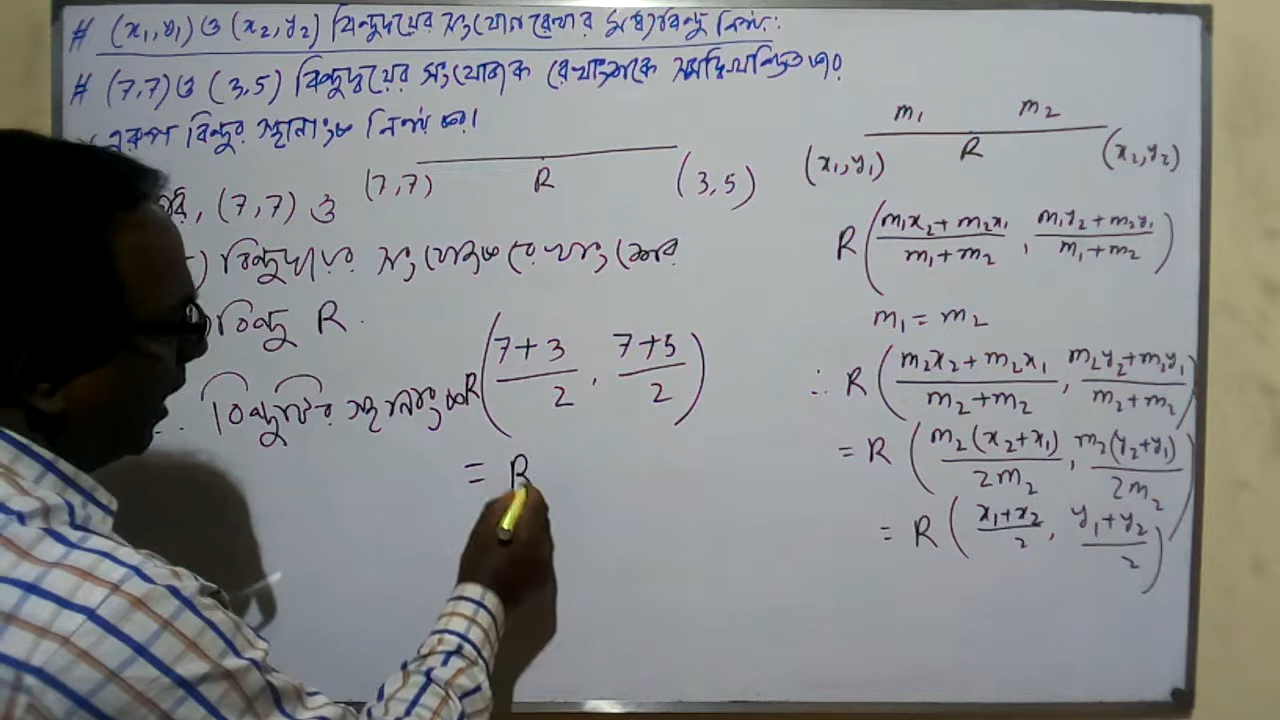 # (x₁, y₁) ও (x₂, y₂) বিন্দুদ্বয়ের সংযোগ রেখার মধ্যবিন্দু নির্ণয়:
# (7,7) ও (3,5) বিন্দুদ্বয়ের সংযোজক রেখাংশকে সমদ্বিখণ্ডিত
এরূপ বিন্দুর স্থানাংক নির্ণয় কর।
(7,7) R (3,5)
ধরি, (7,7) ও
) বিন্দুদ্বয়ের সংযোজক রেখাংশের
বিন্দু R.
∴ বিন্দুটির স্থানাংক R((7+3)/2, (7+5)/2)
= R
m₁ m₂
(x₁, y₁) R (x₂, y₂)
R((m₁x₂+m₂x₁)/(m₁+m₂), (m₁y₂+m₂y₁)/(m₁+m₂))
m₁ = m₂
∴ R((m₂x₂+m₂x₁)/(m₂+m₂), (m₂y₂+m₁y₁)/(m₂+m₂))
= R((m₂(x₂+x₁))/(2m₂), (m₂(y₂+y₁))/(2m₂))
= R((x₁+x₂)/2, (y₁+y₂)/2)